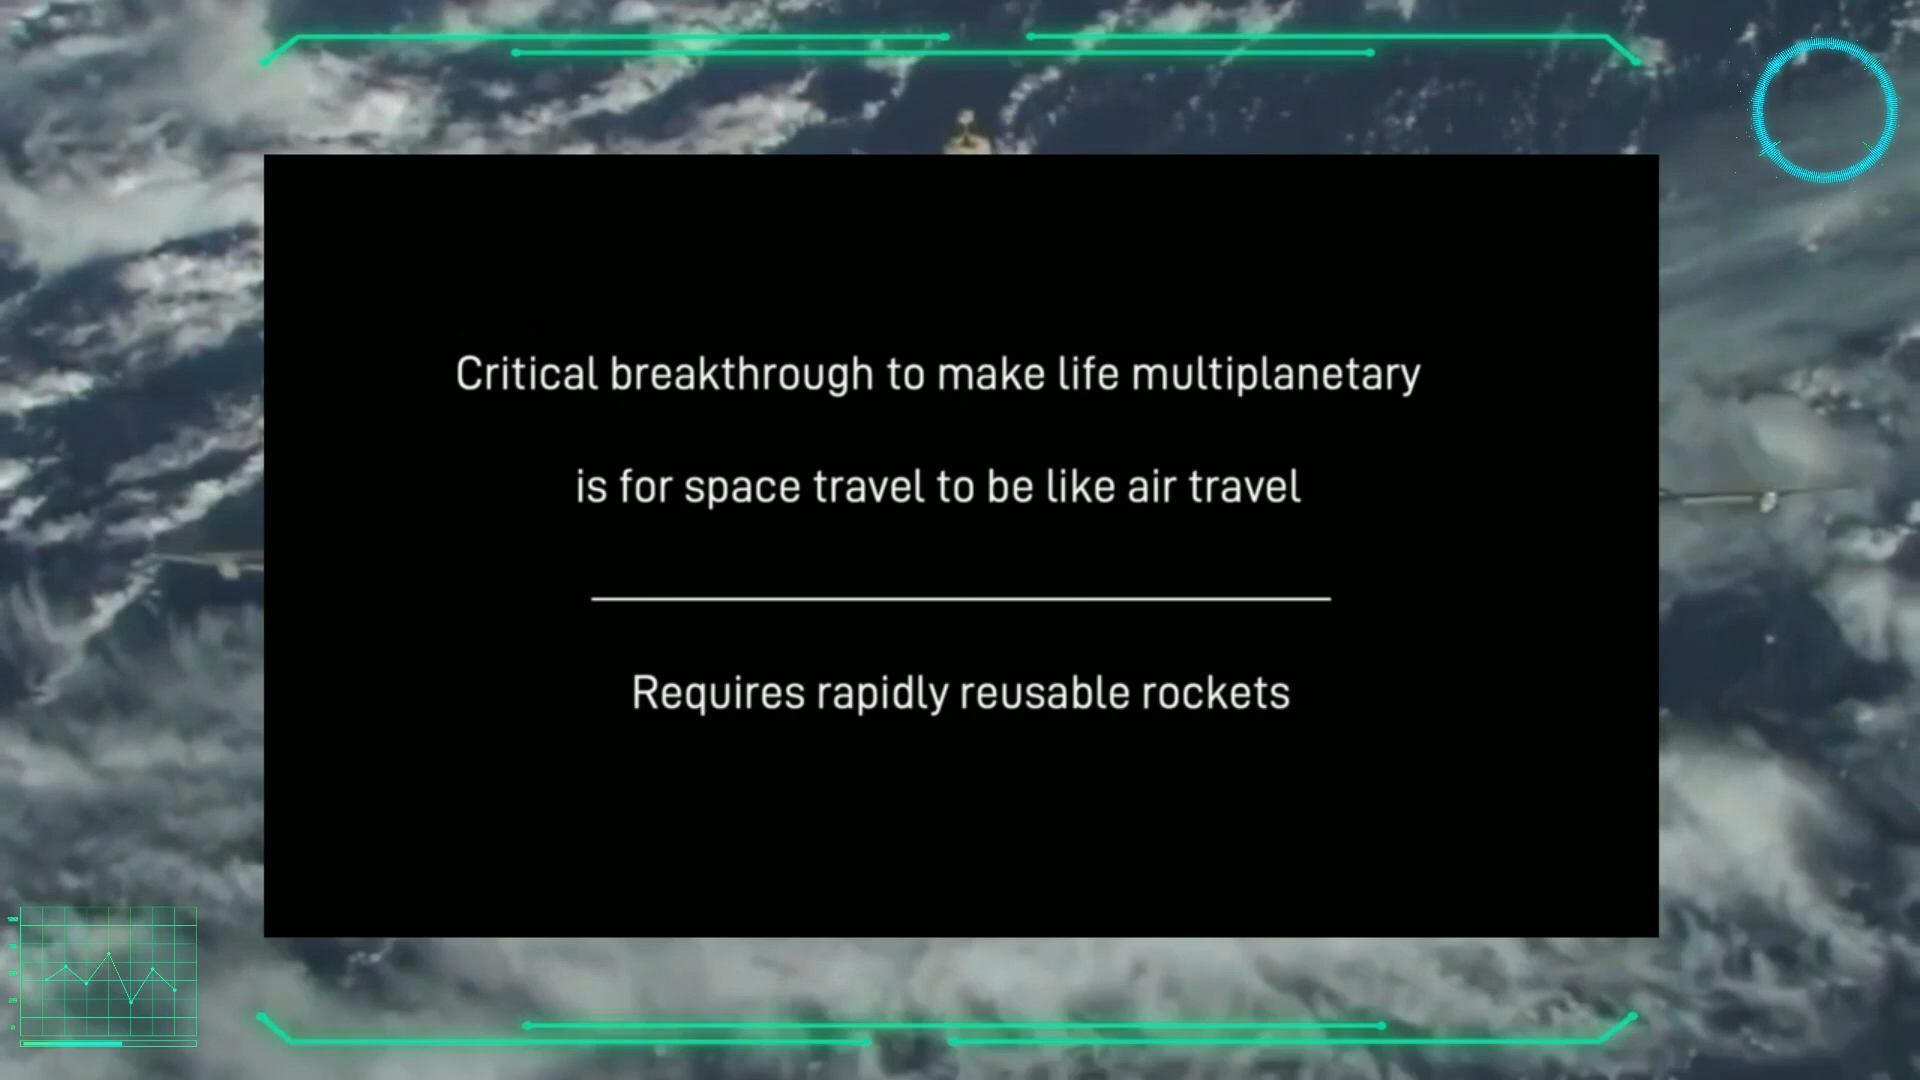 Critical breakthrough to make life multiplanetary
is for space travel to be like air travel
Requires rapidly reusable rockets